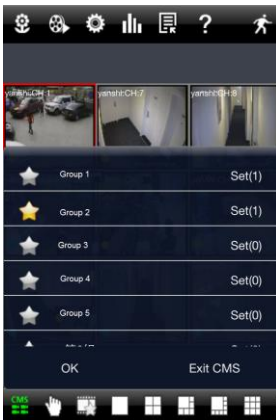 ?
yanshi:CH:1 yanshi:CH:7 yanshi:CH:8
Group 1 Set(1)
Group 2 Set(1)
Group 3 Set(0)
Group 4 Set(0)
Group 5 Set(0)
OK Exit CMS
CMS